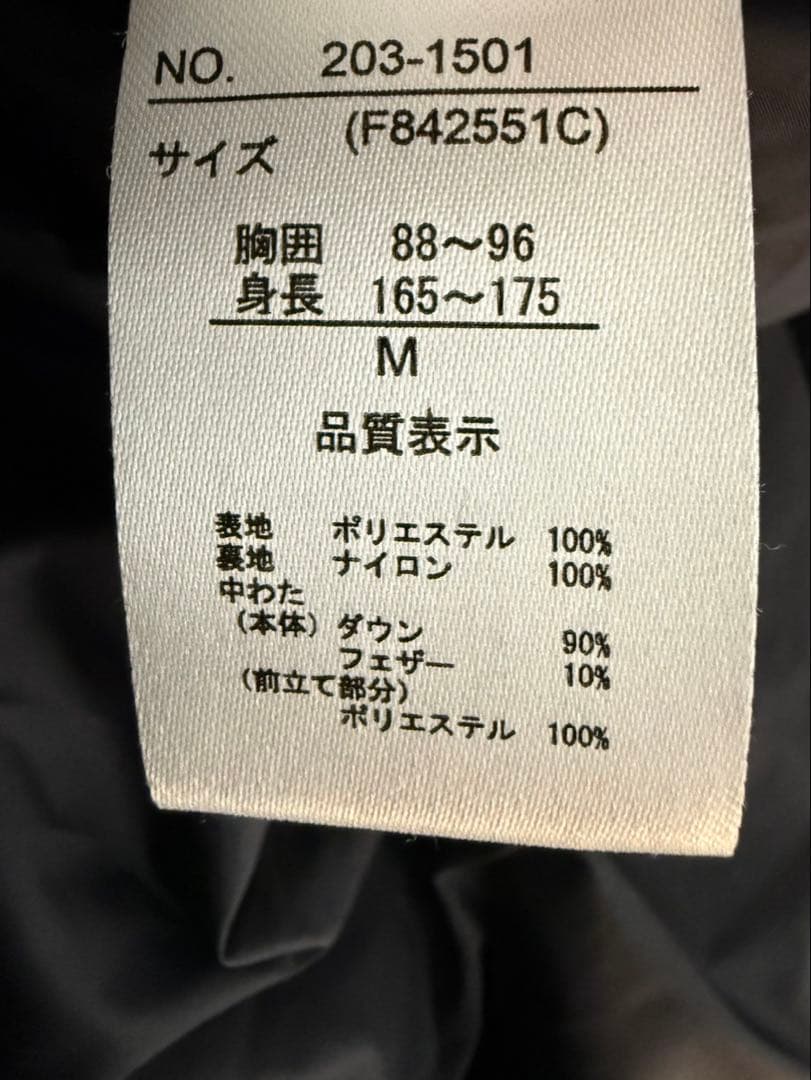 NO. 203-1501
サイズ (F842551C)
胸囲 88～96
身長 165～175
M
品質表示
表地 ポリエステル 100%
裏地 ナイロン 100%
中わた
(本体) ダウン 90%
フェザー 10%
(前立て部分)
ポリエステル 100%